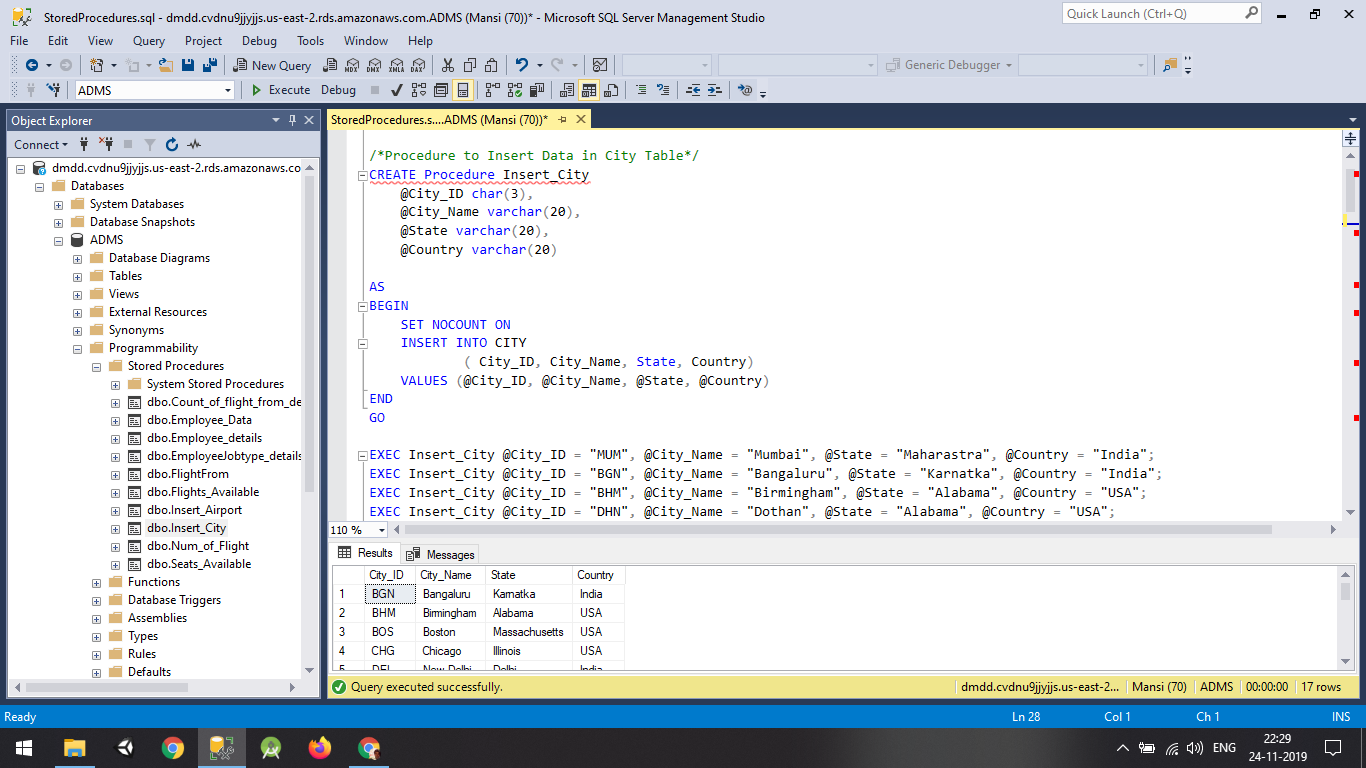 StoredProcedures.sql - dmdd.cvdnu9jjyjjs.us-east-2.rds.amazonaws.com.ADMS (Mansi (70))* - Microsoft SQL Server Management Studio
Quick Launch (Ctrl+Q)
File Edit View Query Project Debug Tools Window Help
New Query
MDX DMX XMLA DAX
Generic Debugger
ADMS
Execute Debug
Object Explorer
Connect
dmdd.cvdnu9jjyjjs.us-east-2.rds.amazonaws.co
Databases
System Databases
Database Snapshots
ADMS
Database Diagrams
Tables
Views
External Resources
Synonyms
Programmability
Stored Procedures
System Stored Procedures
dbo.Count_of_flight_from_de
dbo.Employee_Data
dbo.Employee_details
dbo.EmployeeJobtype_details
dbo.FlightFrom
dbo.Flights_Available
dbo.Insert_Airport
dbo.Insert_City
dbo.Num_of_Flight
dbo.Seats_Available
Functions
Database Triggers
Assemblies
Types
Rules
Defaults
StoredProcedures.s....ADMS (Mansi (70))*
/*Procedure to Insert Data in City Table*/
CREATE Procedure Insert_City
@City_ID char(3),
@City_Name varchar(20),
@State varchar(20),
@Country varchar(20)
AS
BEGIN
SET NOCOUNT ON
INSERT INTO CITY
( City_ID, City_Name, State, Country)
VALUES (@City_ID, @City_Name, @State, @Country)
END
GO
EXEC Insert_City @City_ID = "MUM", @City_Name = "Mumbai", @State = "Maharastra", @Country = "India";
EXEC Insert_City @City_ID = "BGN", @City_Name = "Bangaluru", @State = "Karnatka", @Country = "India";
EXEC Insert_City @City_ID = "BHM", @City_Name = "Birmingham", @State = "Alabama", @Country = "USA";
EXEC Insert_City @City_ID = "DHN", @City_Name = "Dothan", @State = "Alabama", @Country = "USA";
110 %
Results Messages
City_ID City_Name State Country
1 BGN Bangaluru Karnatka India
2 BHM Birmingham Alabama USA
3 BOS Boston Massachusetts USA
4 CHG Chicago Illinois USA
5 DEL New Delhi Delhi India
Query executed successfully.
dmdd.cvdnu9jjyjjs.us-east-2... Mansi (70) ADMS 00:00:00 17 rows
Ready
Ln 28 Col 1 Ch 1 INS
ENG
22:29
24-11-2019